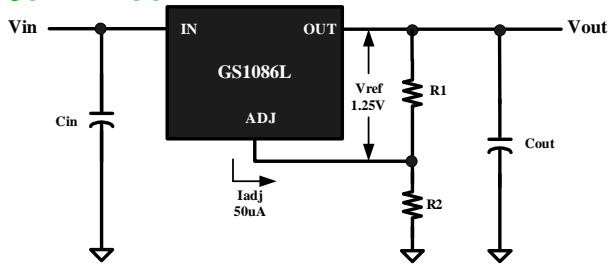 Vin
IN
OUT
Vout
GS1086L
Vref
1.25V
R1
Cin
ADJ
Cout
Iadj
50uA
R2